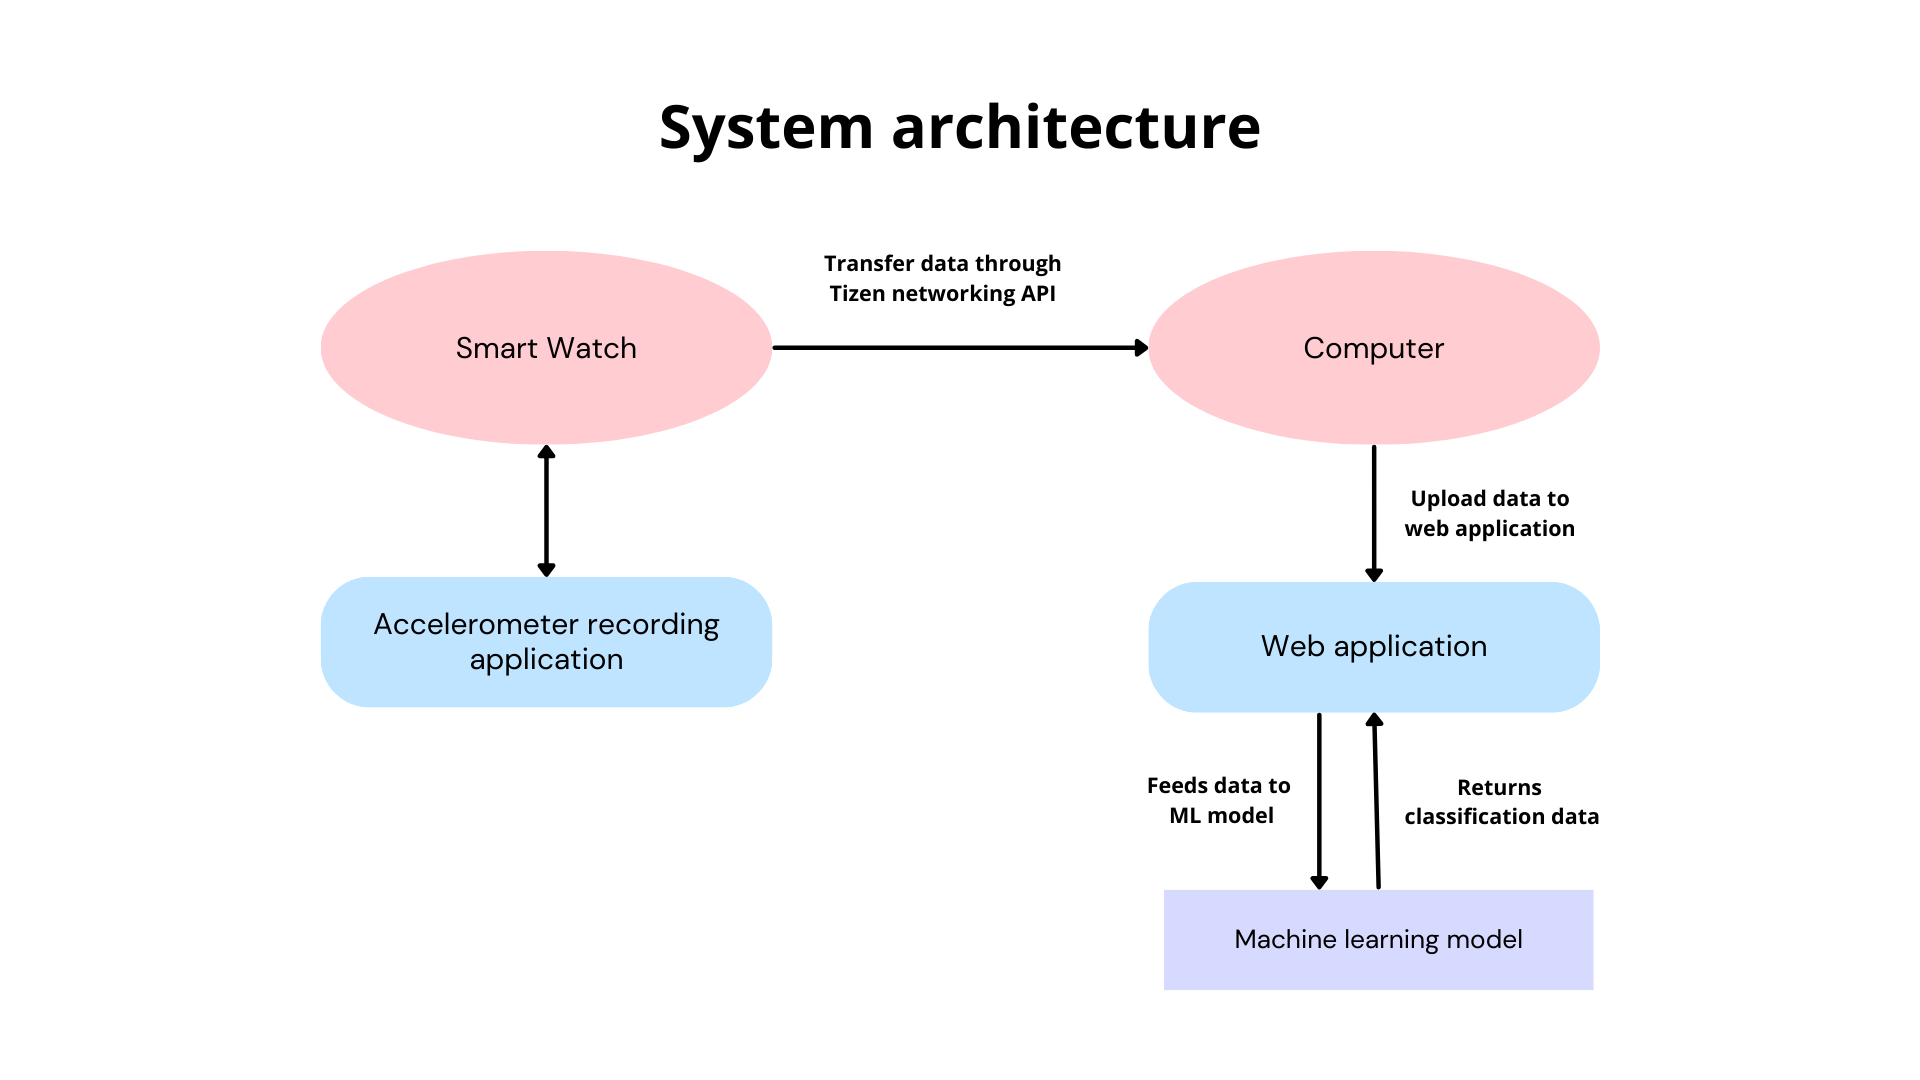 System architecture
Transfer data through
Tizen networking API
Smart Watch
Computer
Upload data to
web application
Accelerometer recording
application
Web application
Feeds data to
ML model
Returns
classification data
Machine learning model